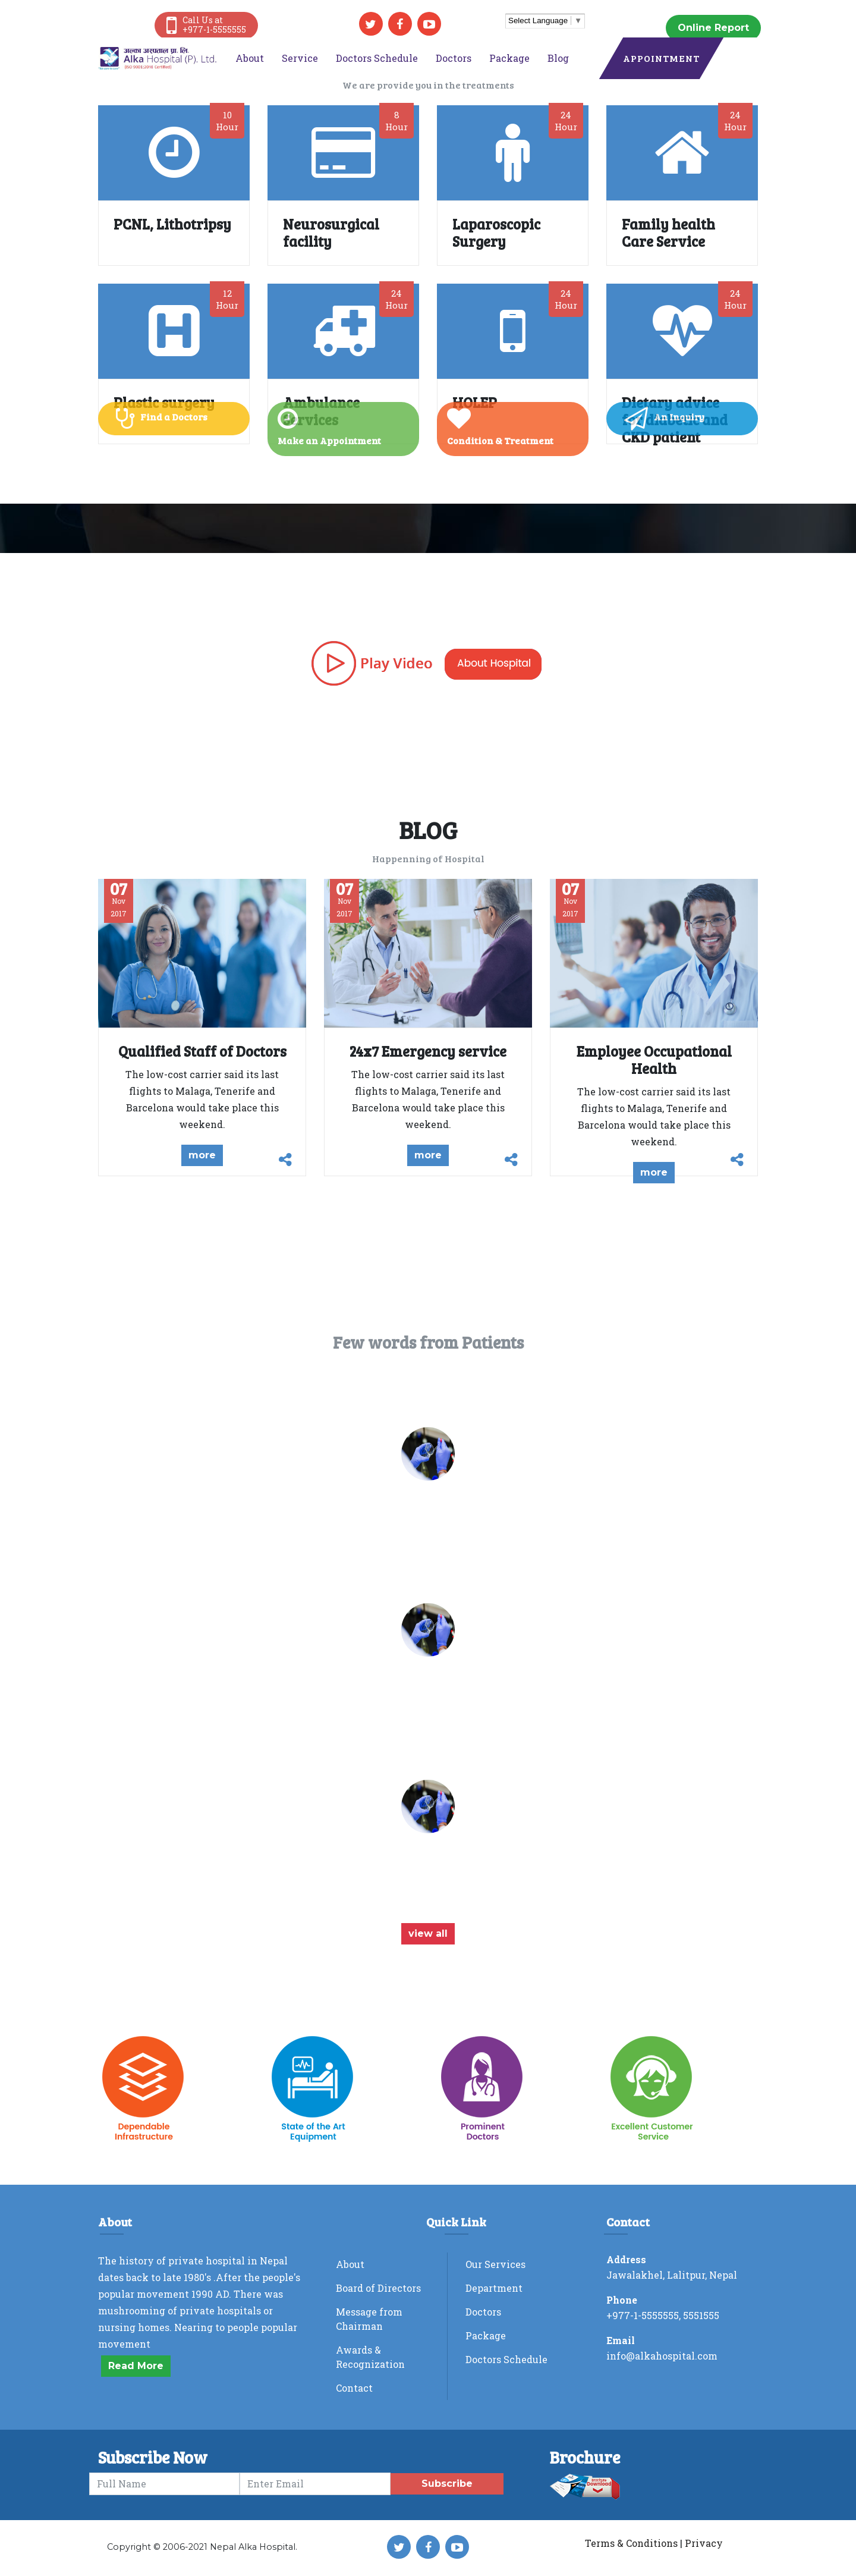 Call Us at
+977-1-5555555
Select Language ▼
Online Report
अल्का अस्पताल प्रा. लि.
Alka Hospital (P). Ltd.
About
Service
Doctors Schedule
Doctors
Package
Blog
APPOINTMENT
We are provide you in the treatments
10
Hour
8
Hour
24
Hour
24
Hour
PCNL, Lithotripsy
Neurosurgical
facility
Laparoscopic
Surgery
Family health
Care Service
12
Hour
24
Hour
24
Hour
24
Hour
Plastic surgery
Ambulance
Services
HOLEP
Dietary advice
for diabetic and
CKD patient
Find a Doctors
Make an Appointment
Condition & Treatment
An Inquiry
Play Video
About Hospital
BLOG
Happenning of Hospital
07
Nov
2017
07
Nov
2017
07
Nov
2017
Qualified Staff of Doctors
The low-cost carrier said its last
flights to Malaga, Tenerife and
Barcelona would take place this
weekend.
more
24x7 Emergency service
The low-cost carrier said its last
flights to Malaga, Tenerife and
Barcelona would take place this
weekend.
more
Employee Occupational
Health
The low-cost carrier said its last
flights to Malaga, Tenerife and
Barcelona would take place this
weekend.
more
Few words from Patients
view all
Dependable
Infrastructure
State of the Art
Equipment
Prominent
Doctors
Excellent Customer
Service
About
The history of private hospital in Nepal
dates back to late 1980's .After the people's
popular movement 1990 AD. There was
mushrooming of private hospitals or
nursing homes. Nearing to people popular
movement
Read More
Quick Link
About
Board of Directors
Message from
Chairman
Awards &
Recognization
Contact
Our Services
Department
Doctors
Package
Doctors Schedule
Contact
Address
Jawalakhel, Lalitpur, Nepal
Phone
+977-1-5555555, 5551555
Email
info@alkahospital.com
Subscribe Now
Full Name
Enter Email
Subscribe
Brochure
Download
Copyright © 2006-2021 Nepal Alka Hospital.
Terms & Conditions | Privacy